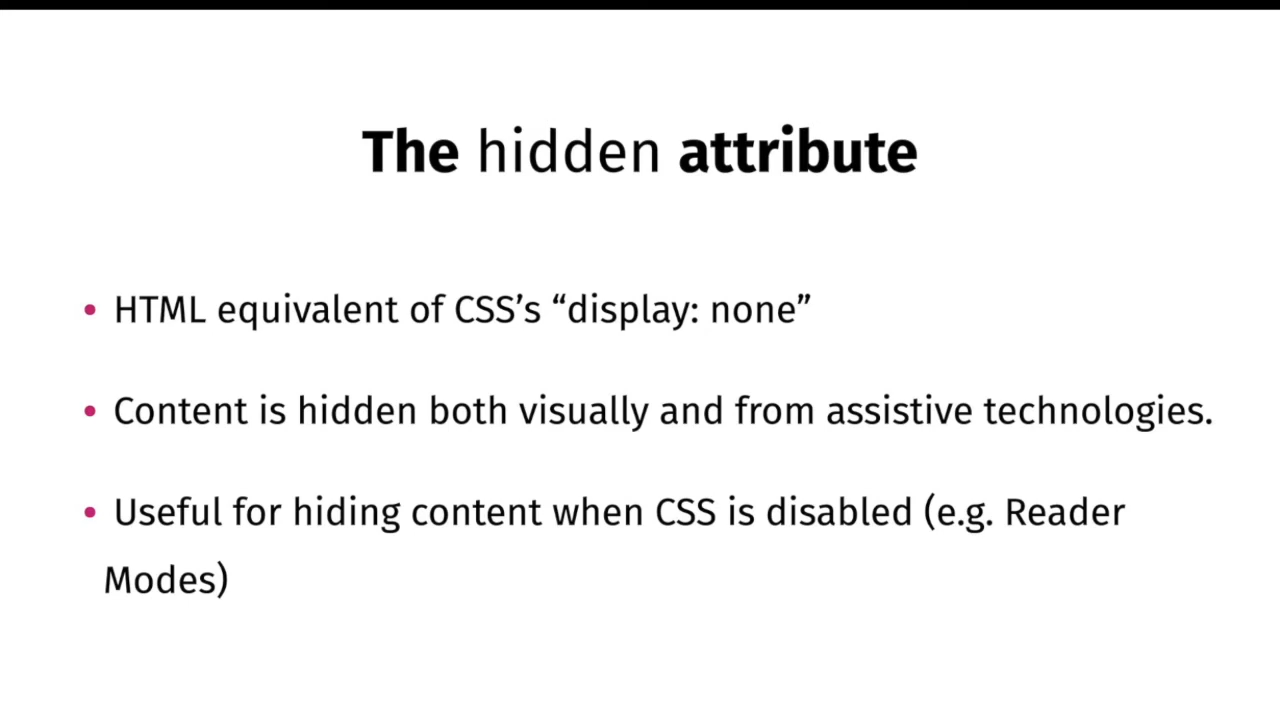 The hidden attribute
• HTML equivalent of CSS’s “display: none”
• Content is hidden both visually and from assistive technologies.
• Useful for hiding content when CSS is disabled (e.g. Reader
Modes)